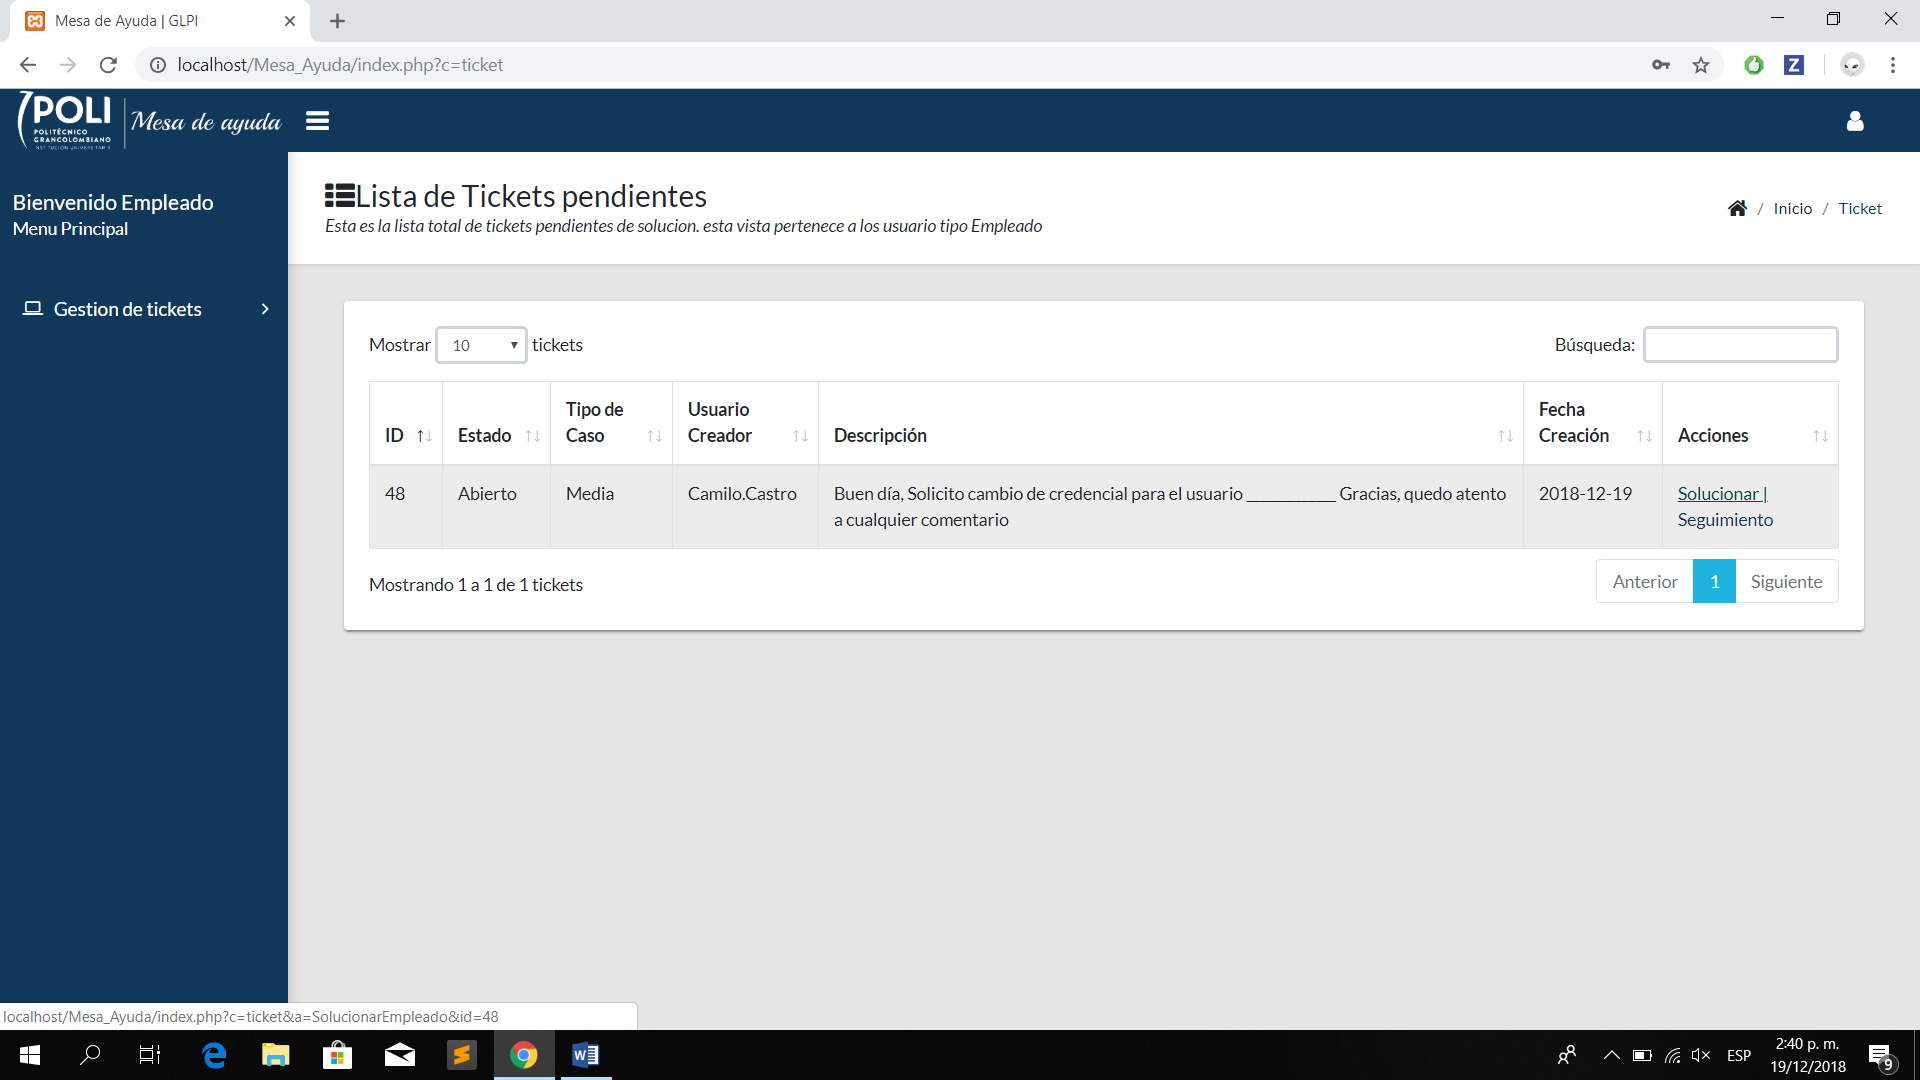 Mesa de Ayuda | GLPI
localhost/Mesa_Ayuda/index.php?c=ticket
POLI
POLITÉCNICO
GRANCOLOMBIANO
Mesa de ayuda
Bienvenido Empleado
Menu Principal
Gestion de tickets
Lista de Tickets pendientes
Esta es la lista total de tickets pendientes de solucion. esta vista pertenece a los usuario tipo Empleado
/ Inicio / Ticket
Mostrar 10 tickets
Búsqueda:
ID Estado Tipo de Caso Usuario Creador Descripción Fecha Creación Acciones
48 Abierto Media Camilo.Castro Buen día, Solicito cambio de credencial para el usuario ___________ Gracias, quedo atento 2018-12-19 Solucionar |
a cualquier comentario Seguimiento
Mostrando 1 a 1 de 1 tickets
Anterior 1 Siguiente
localhost/Mesa_Ayuda/index.php?c=ticket&a=SolucionarEmpleado&id=48
ESP
2:40 p. m.
19/12/2018
9